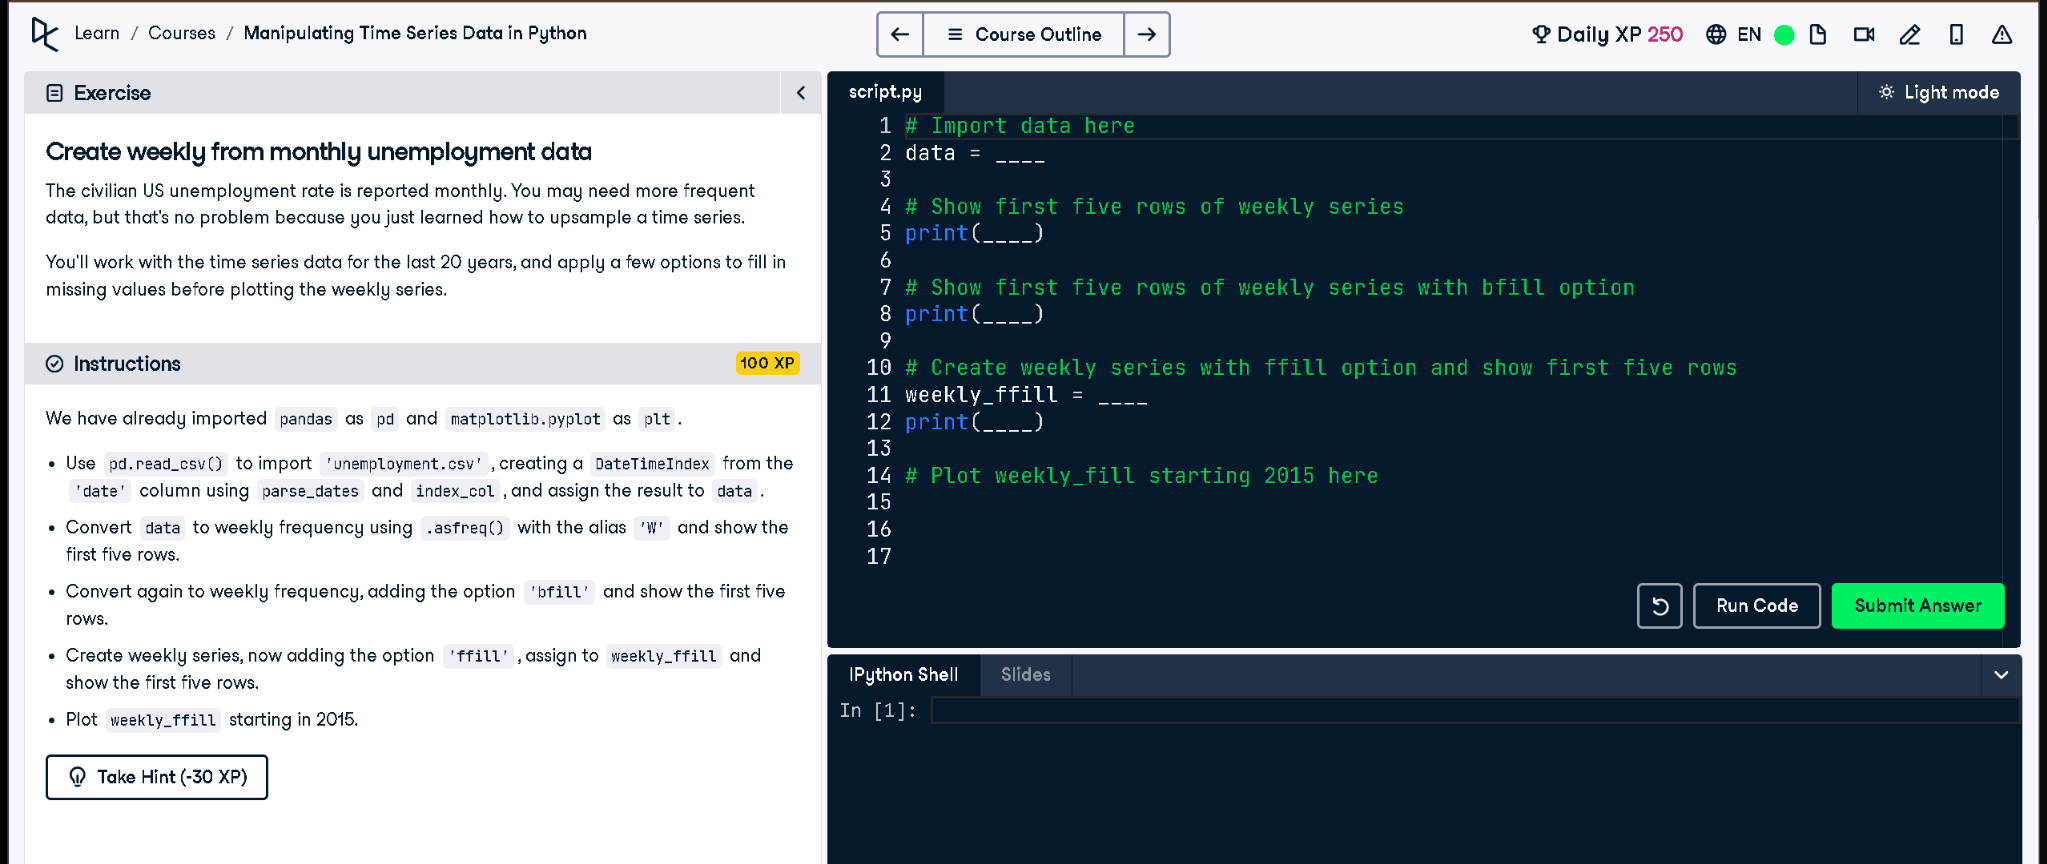 Learn / Courses / Manipulating Time Series Data in Python
Course Outline
Daily XP 250 EN
Exercise
Create weekly from monthly unemployment data
The civilian US unemployment rate is reported monthly. You may need more frequent
data, but that's no problem because you just learned how to upsample a time series.
You'll work with the time series data for the last 20 years, and apply a few options to fill in
missing values before plotting the weekly series.
Instructions 100 XP
We have already imported pandas as pd and matplotlib.pyplot as plt.
• Use pd.read_csv() to import 'unemployment.csv', creating a DateTimeIndex from the
'date' column using parse_dates and index_col, and assign the result to data.
• Convert data to weekly frequency using .asfreq() with the alias 'W' and show the
first five rows.
• Convert again to weekly frequency, adding the option 'bfill' and show the first five
rows.
• Create weekly series, now adding the option 'ffill', assign to weekly_ffill and
show the first five rows.
• Plot weekly_ffill starting in 2015.
Take Hint (-30 XP)
script.py
Light mode
1 # Import data here
2 data = ____
3
4 # Show first five rows of weekly series
5 print(____)
6
7 # Show first five rows of weekly series with bfill option
8 print(____)
9
10 # Create weekly series with ffill option and show first five rows
11 weekly_ffill = ____
12 print(____)
13
14 # Plot weekly_fill starting 2015 here
15
16
17
Run Code
Submit Answer
IPython Shell
Slides
In [1]: